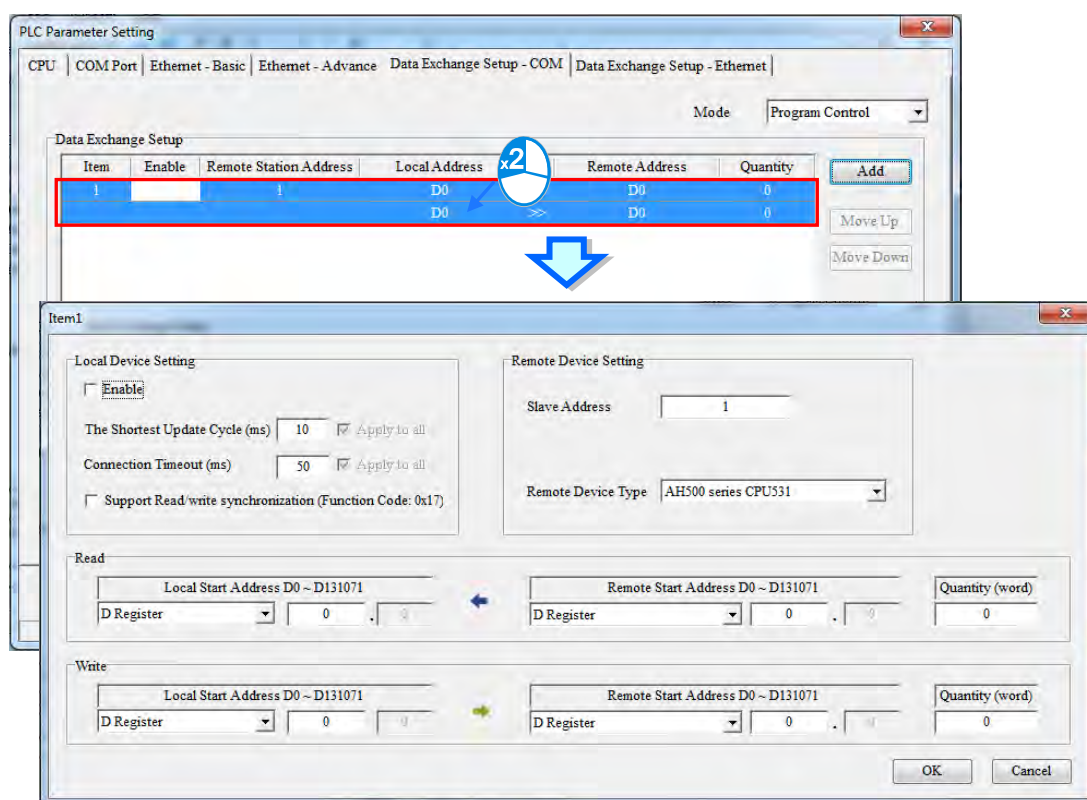 PLC Parameter Setting
CPU COM Port Ethernet - Basic Ethernet - Advance Data Exchange Setup - COM Data Exchange Setup - Ethernet
Mode Program Control
Data Exchange Setup
Item Enable Remote Station Address Local Address Remote Address Quantity Add
x2
1 1 D0 D0 0
D0 >> D0 0
Move Up
Move Down
Item1
Local Device Setting Remote Device Setting
Enable
Slave Address 1
The Shortest Update Cycle (ms) 10 Apply to all
Connection Timeout (ms) 50 Apply to all
Remote Device Type AH500 series CPU531
Support Read/write synchronization (Function Code: 0x17)
Read
Local Start Address D0 ~ D131071 Remote Start Address D0 ~ D131071 Quantity (word)
D Register 0 . 0 D Register 0 . 0 0
Write
Local Start Address D0 ~ D131071 Remote Start Address D0 ~ D131071 Quantity (word)
D Register 0 0 D Register 0 . 0 0
OK Cancel